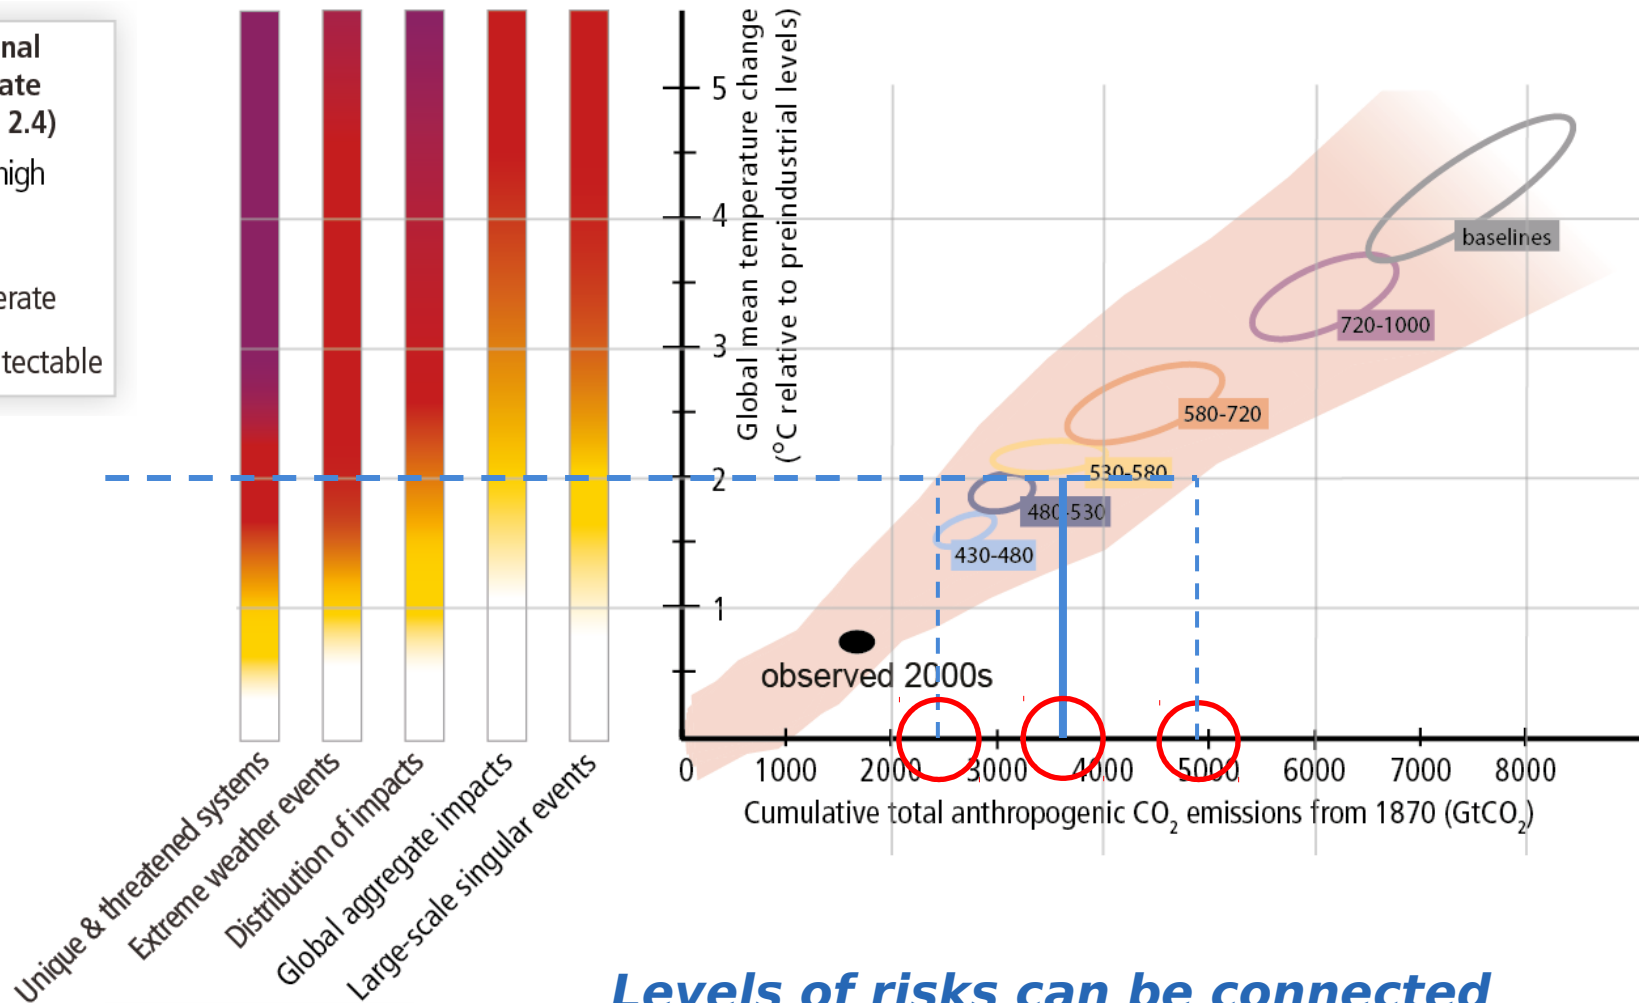 nal
ate
2.4)
high
erate
tectable
Unique & threatened systems
Extreme weather events
Distribution of impacts
Global aggregate impacts
Large-scale singular events
Global mean temperature change
(°C relative to preindustrial levels)
5
4
3
2
1
baselines
720-1000
580-720
530-580
480-530
430-480
observed 2000s
0 1000 2000 3000 4000 5000 6000 7000 8000
Cumulative total anthropogenic CO₂ emissions from 1870 (GtCO₂)
Levels of risks can be connected